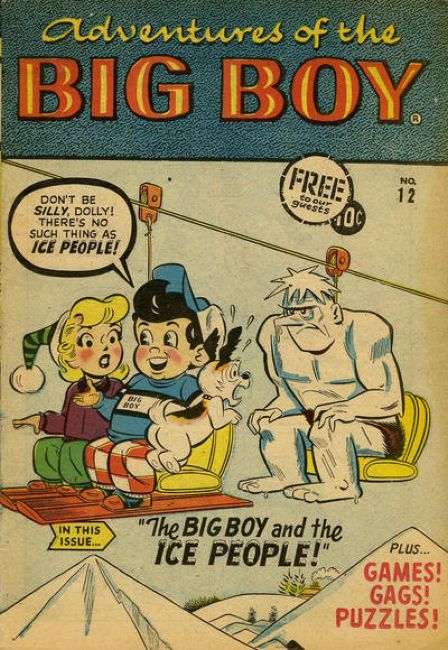 Adventures of the
BIG BOY®
FREE
to our
guests
10¢
NO.
12
DON'T BE
SILLY, DOLLY!
THERE'S NO
SUCH THING AS
ICE PEOPLE!
BIG
BOY
IN THIS
ISSUE...
"The BIG BOY and the
ICE PEOPLE!"
PLUS...
GAMES!
GAGS!
PUZZLES!